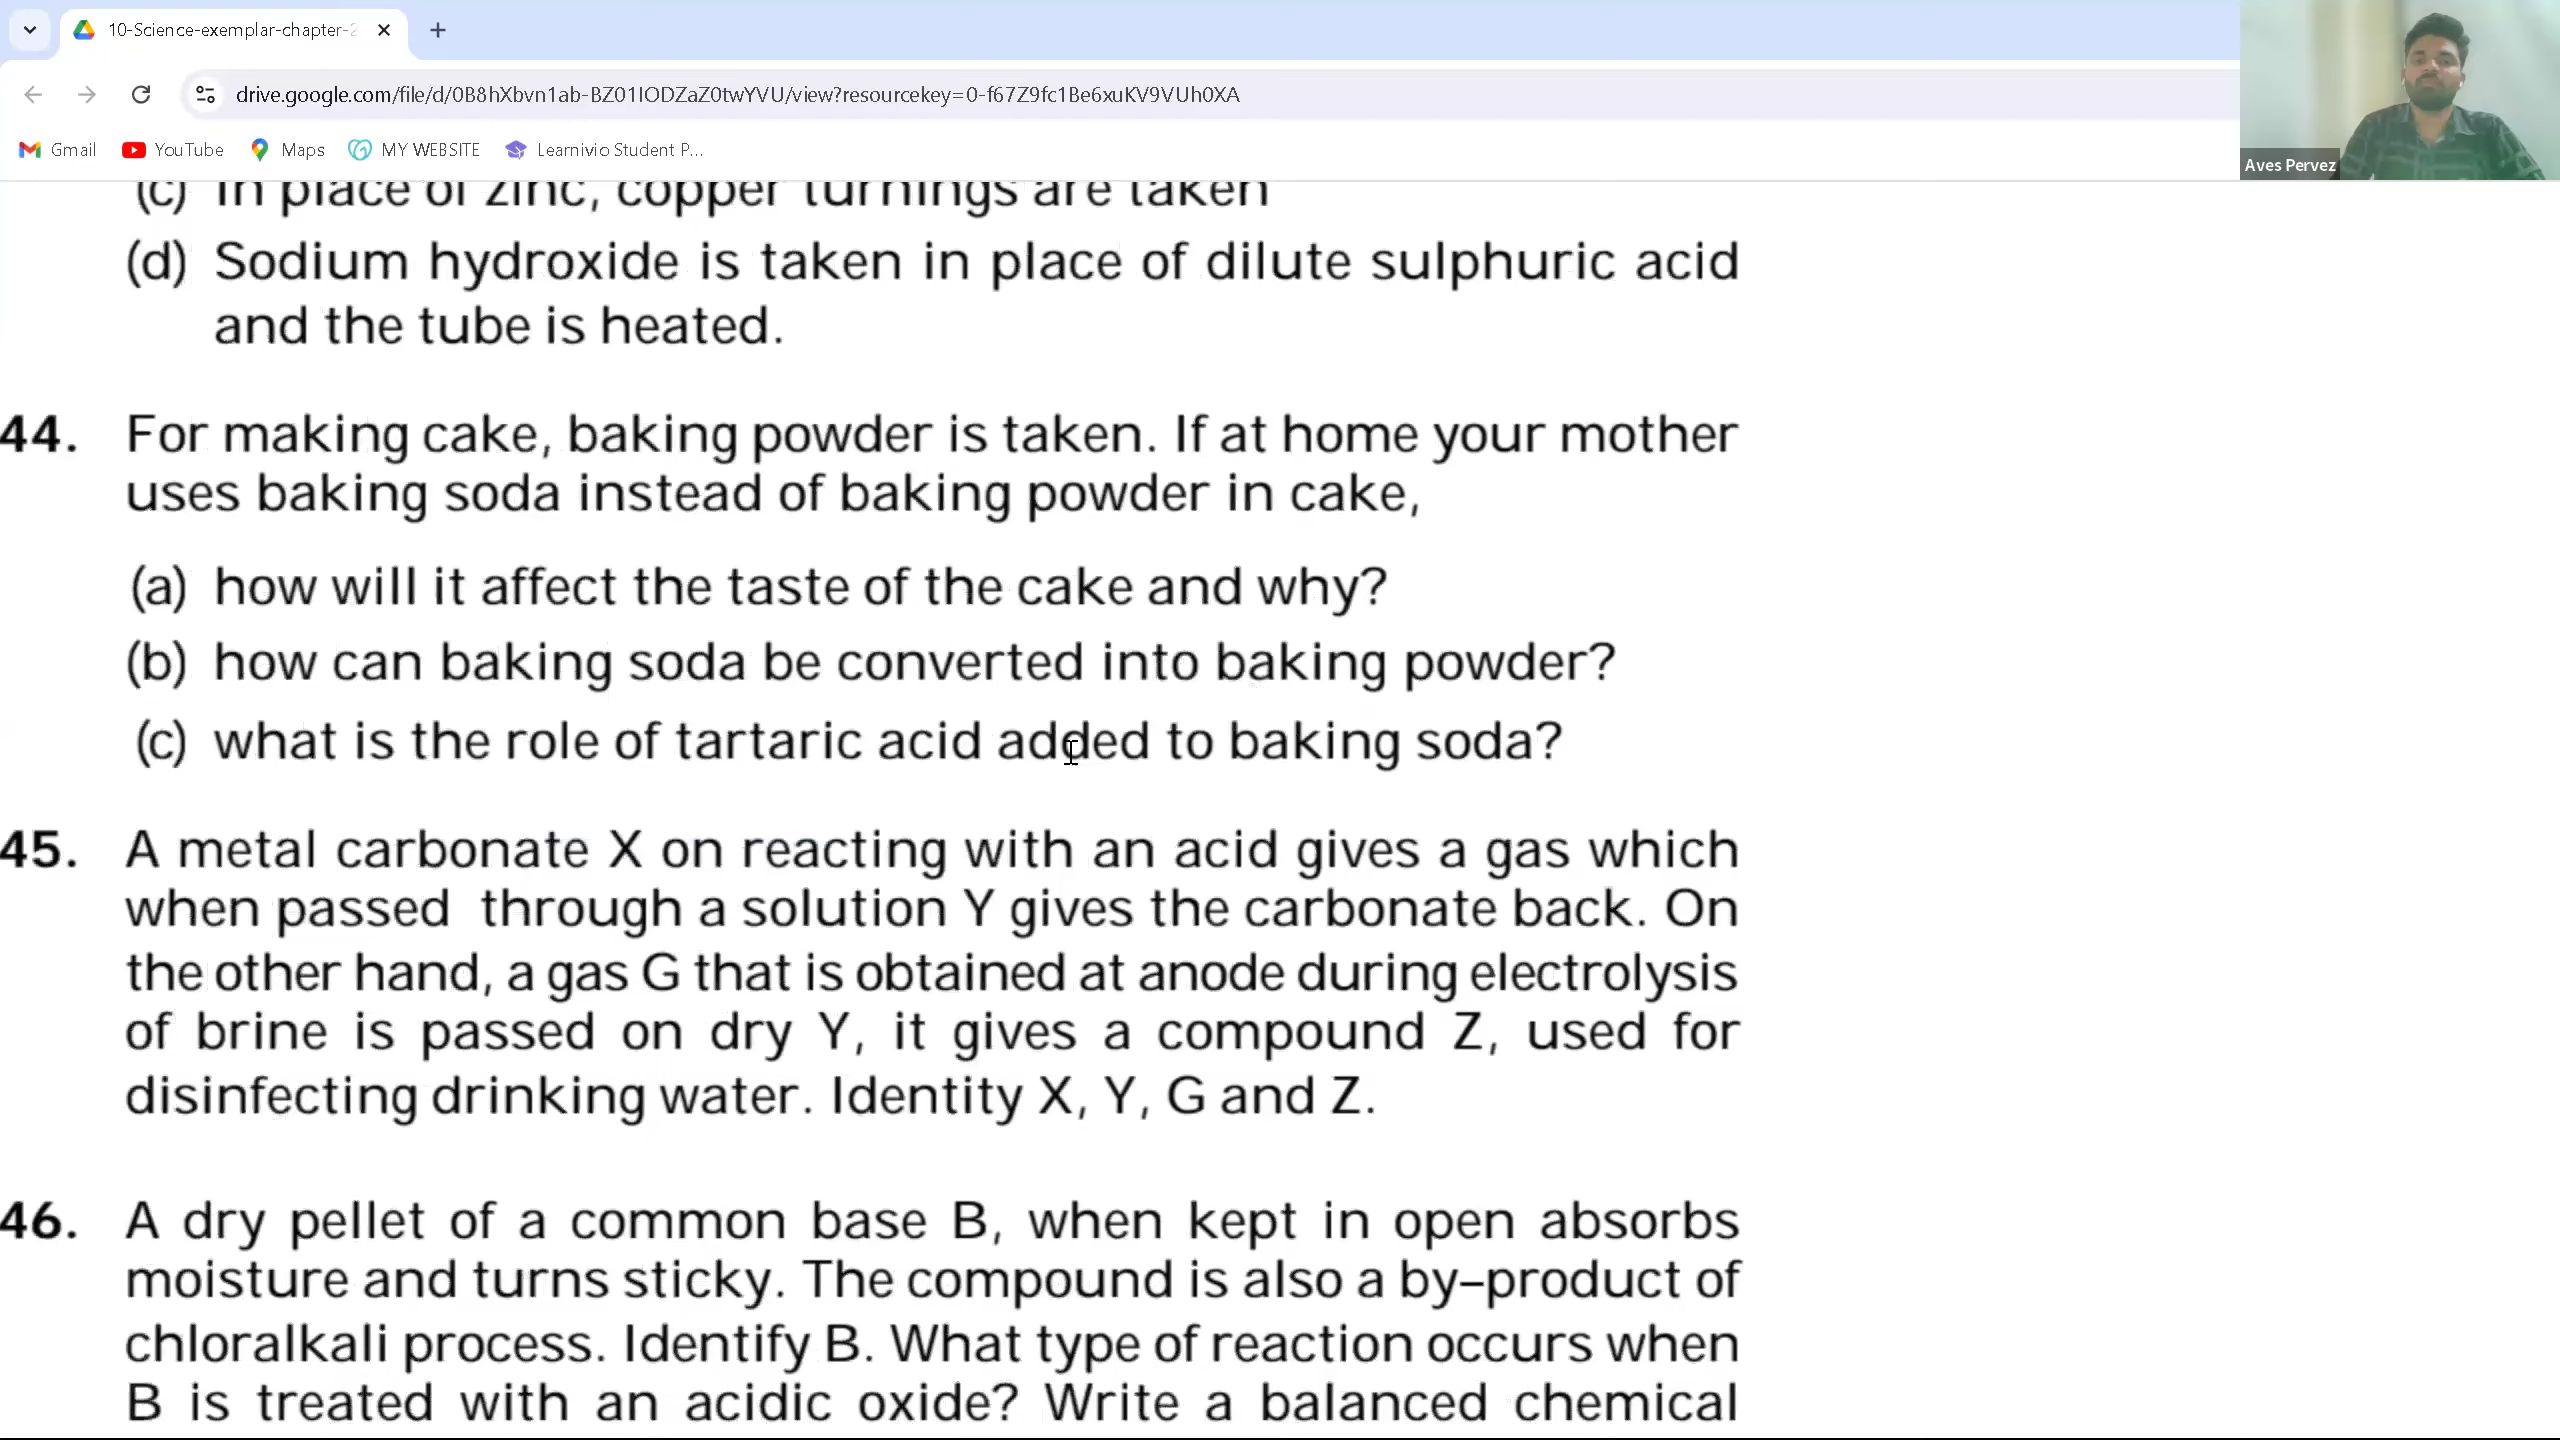 10-Science-exemplar-chapter-2
drive.google.com/file/d/0B8hXbvn1ab-BZ01IODZaZ0twYVU/view?resourcekey=0-f67Z9fc1Be6xuKV9VUh0XA
Gmail YouTube Maps MY WEBSITE Learnivio Student P...
Aves Pervez
(c) In place of zinc, copper turnings are taken
(d) Sodium hydroxide is taken in place of dilute sulphuric acid
and the tube is heated.
44. For making cake, baking powder is taken. If at home your mother
uses baking soda instead of baking powder in cake,
(a) how will it affect the taste of the cake and why?
(b) how can baking soda be converted into baking powder?
(c) what is the role of tartaric acid added to baking soda?
45. A metal carbonate X on reacting with an acid gives a gas which
when passed through a solution Y gives the carbonate back. On
the other hand, a gas G that is obtained at anode during electrolysis
of brine is passed on dry Y, it gives a compound Z, used for
disinfecting drinking water. Identity X, Y, G and Z.
46. A dry pellet of a common base B, when kept in open absorbs
moisture and turns sticky. The compound is also a by–product of
chloralkali process. Identify B. What type of reaction occurs when
B is treated with an acidic oxide? Write a balanced chemical